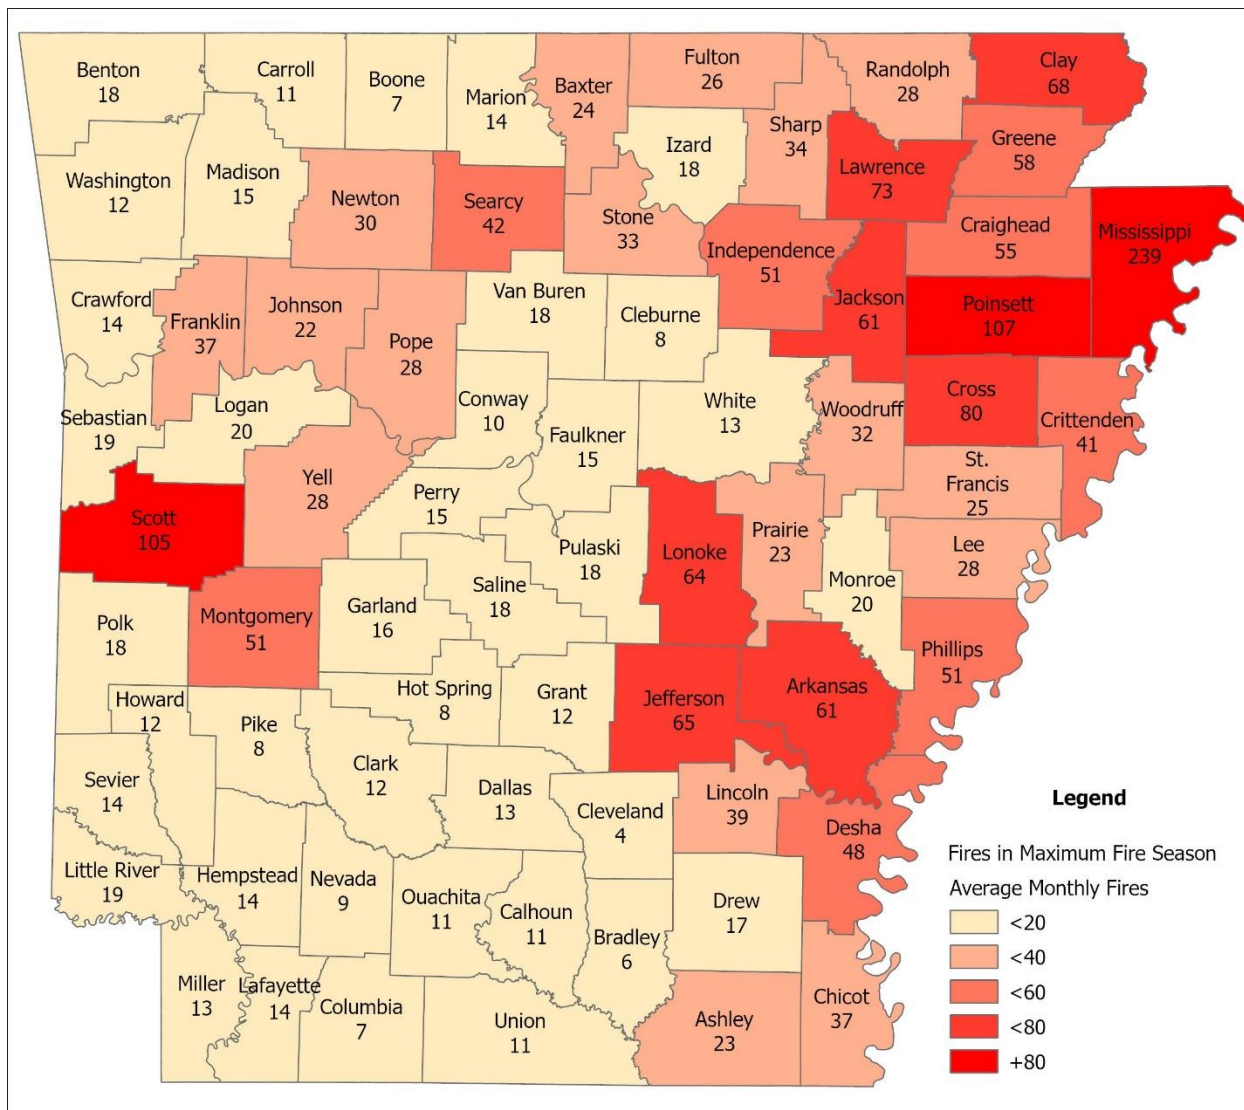 Benton
18
Carroll
11
Boone
7
Marion
14
Baxter
24
Fulton
26
Randolph
28
Clay
68
Izard
18
Sharp
34
Greene
58
Lawrence
73
Washington
12
Madison
15
Newton
30
Searcy
42
Stone
33
Independence
51
Craighead
55
Mississippi
239
Crawford
14
Franklin
37
Johnson
22
Pope
28
Van Buren
18
Cleburne
8
Jackson
61
Poinsett
107
Sebastian
19
Logan
20
Conway
10
Faulkner
15
White
13
Woodruff
32
Cross
80
Crittenden
41
Scott
105
Yell
28
Perry
15
Pulaski
18
Lonoke
64
Prairie
23
Monroe
20
St.
Francis
25
Lee
28
Polk
18
Montgomery
51
Garland
16
Saline
18
Phillips
51
Howard
12
Pike
8
Hot Spring
8
Grant
12
Jefferson
65
Arkansas
61
Sevier
14
Clark
12
Dallas
13
Cleveland
4
Lincoln
39
Desha
48
Little River
19
Hempstead
14
Nevada
9
Ouachita
11
Calhoun
11
Bradley
6
Drew
17
Miller
13
Lafayette
14
Columbia
7
Union
11
Ashley
23
Chicot
37
Legend
Fires in Maximum Fire Season
Average Monthly Fires
<20
<40
<60
<80
+80